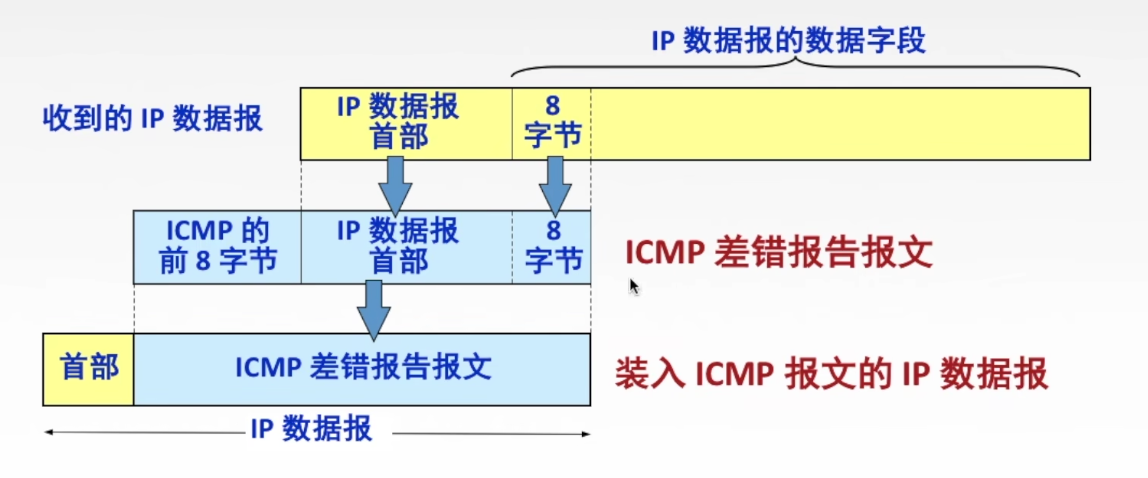 IP 数据报的数据字段
收到的 IP 数据报
IP 数据报
首部
8
字节
ICMP 的
前 8 字节
IP 数据报
首部
8
字节
ICMP 差错报告报文
首部
ICMP 差错报告报文
装入 ICMP 报文的 IP 数据报
IP 数据报